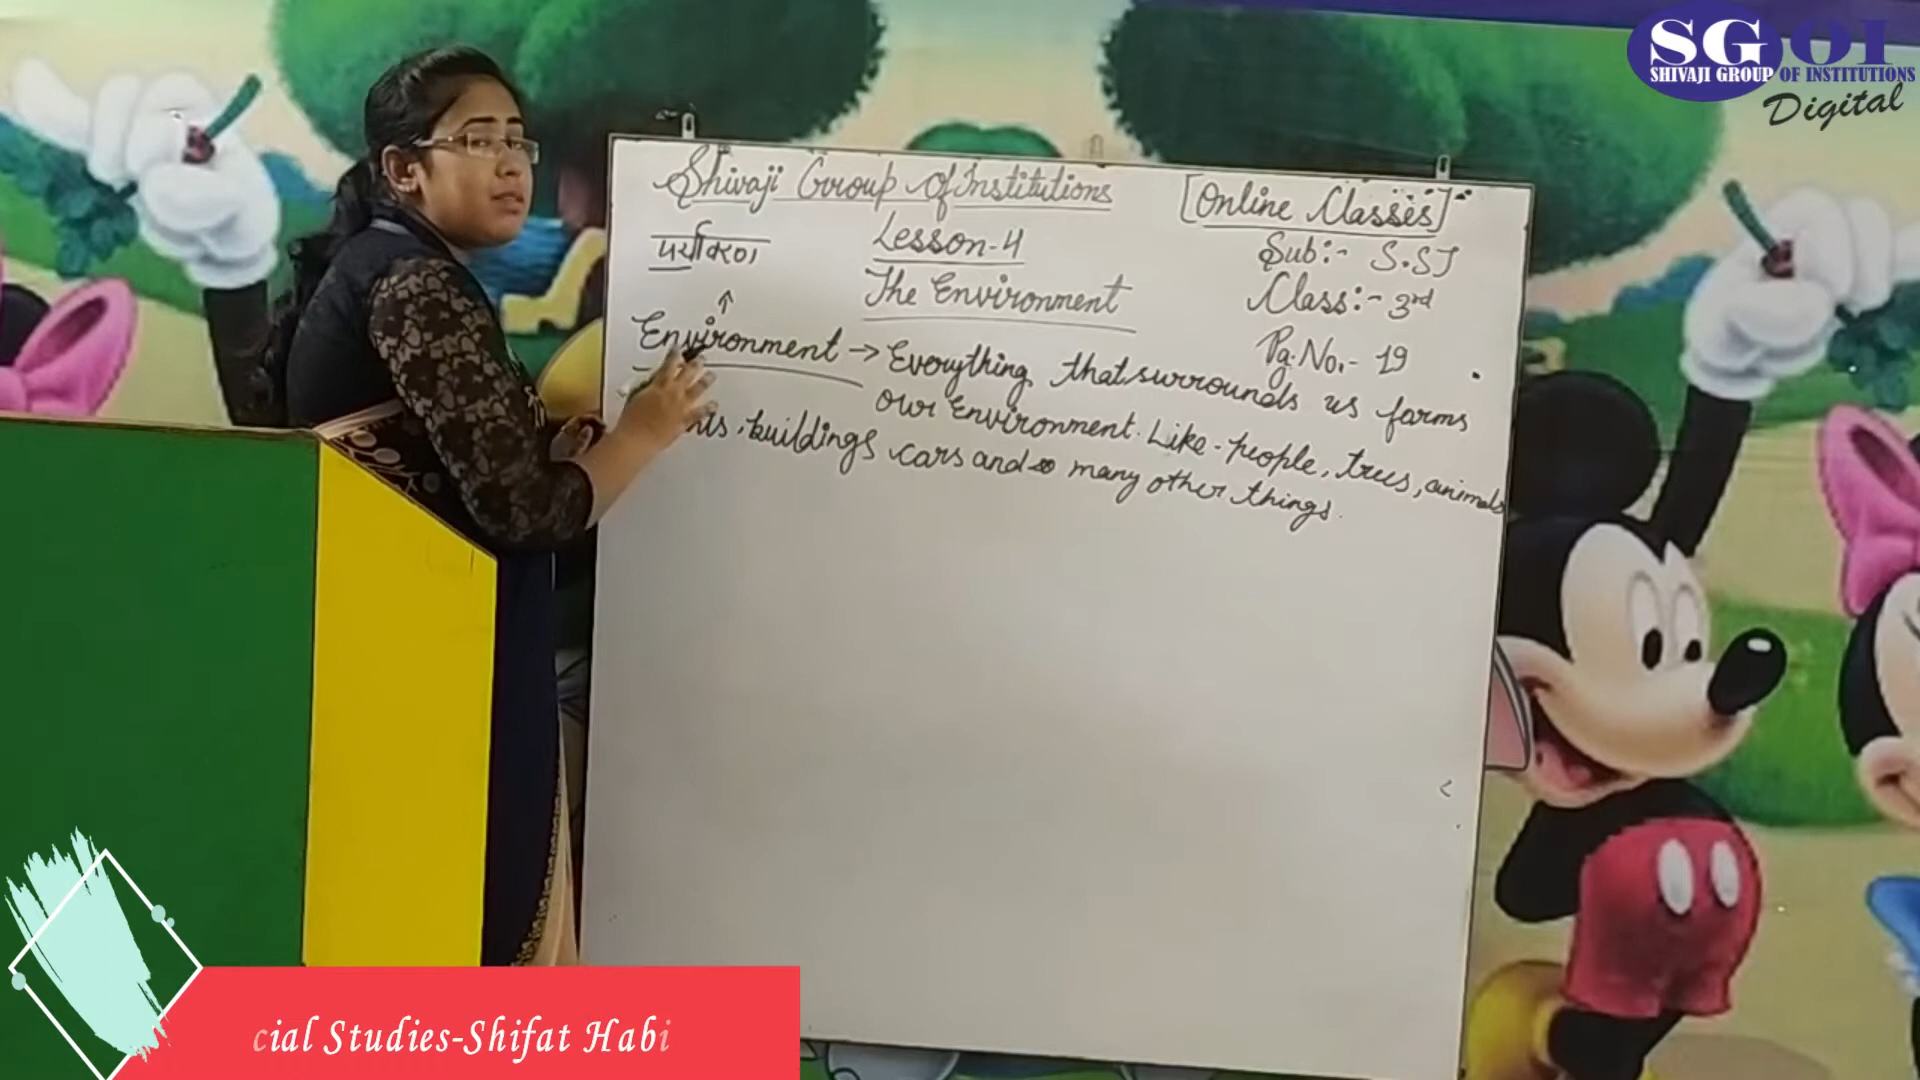 SGOI
SHIVAJI GROUP OF INSTITUTIONS
Digital
Shivaji Group of Institutions [Online Classes]
पर्यावरण Lesson-4 Sub:- S.ST
The Environment Class:- 3rd
Pg. No.- 19
Environment → Everything that surrounds us forms
our environment. Like - people, trees, animals
buildings, cars and so many other things.
cial Studies-Shifat Habi